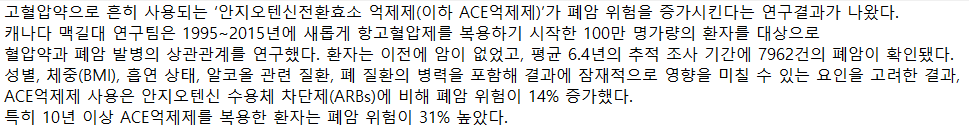 고혈압약으로 흔히 사용되는 ‘안지오텐신전환효소 억제제(이하 ACE억제제)’가 폐암 위험을 증가시킨다는 연구결과가 나왔다.
캐나다 맥길대 연구팀은 1995~2015년에 새롭게 항고혈압제를 복용하기 시작한 100만 명가량의 환자를 대상으로
혈압약과 폐암 발병의 상관관계를 연구했다. 환자는 이전에 암이 없었고, 평균 6.4년의 추적 조사 기간에 7962건의 폐암이 확인됐다.
성별, 체중(BMI), 흡연 상태, 알코올 관련 질환, 폐 질환의 병력을 포함해 결과에 잠재적으로 영향을 미칠 수 있는 요인을 고려한 결과,
ACE억제제 사용은 안지오텐신 수용체 차단제(ARBs)에 비해 폐암 위험이 14% 증가했다.
특히 10년 이상 ACE억제제를 복용한 환자는 폐암 위험이 31% 높았다.